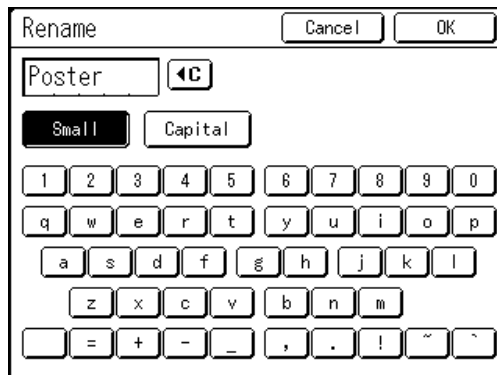 Rename Cancel OK
Poster ◀C
Small Capital
1 2 3 4 5 6 7 8 9 0
q w e r t y u i o p
a s d f g h j k l
z x c v b n m
= + - _ , . ! ~ `